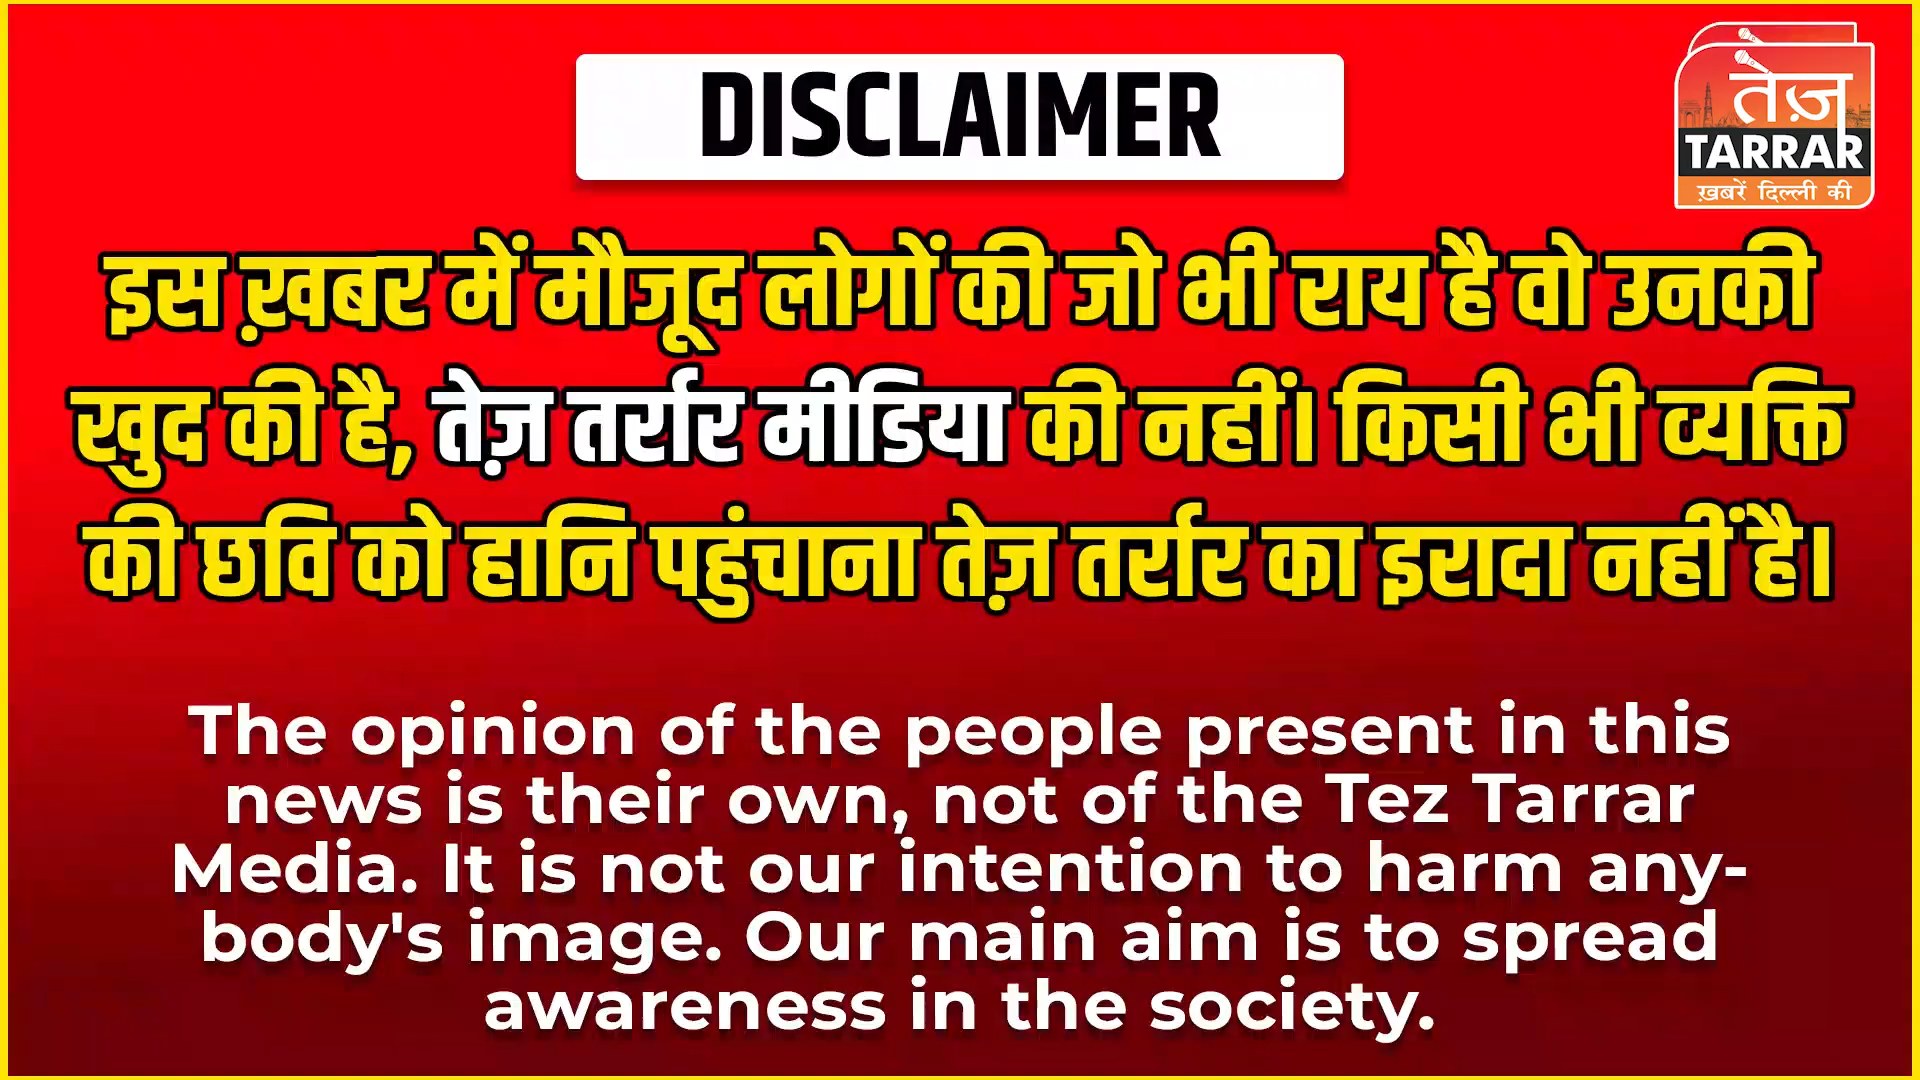 DISCLAIMER
तेज़
TARRAR
ख़बरें दिल्ली की
इस ख़बर में मौजूद लोगों की जो भी राय है वो उनकी
खुद की है, तेज़ तर्रार मीडिया की नहीं। किसी भी व्यक्ति
की छवि को हानि पहुंचाना तेज़ तर्रार का इरादा नहीं है।
The opinion of the people present in this
news is their own, not of the Tez Tarrar
Media. It is not our intention to harm any-
body's image. Our main aim is to spread
awareness in the society.